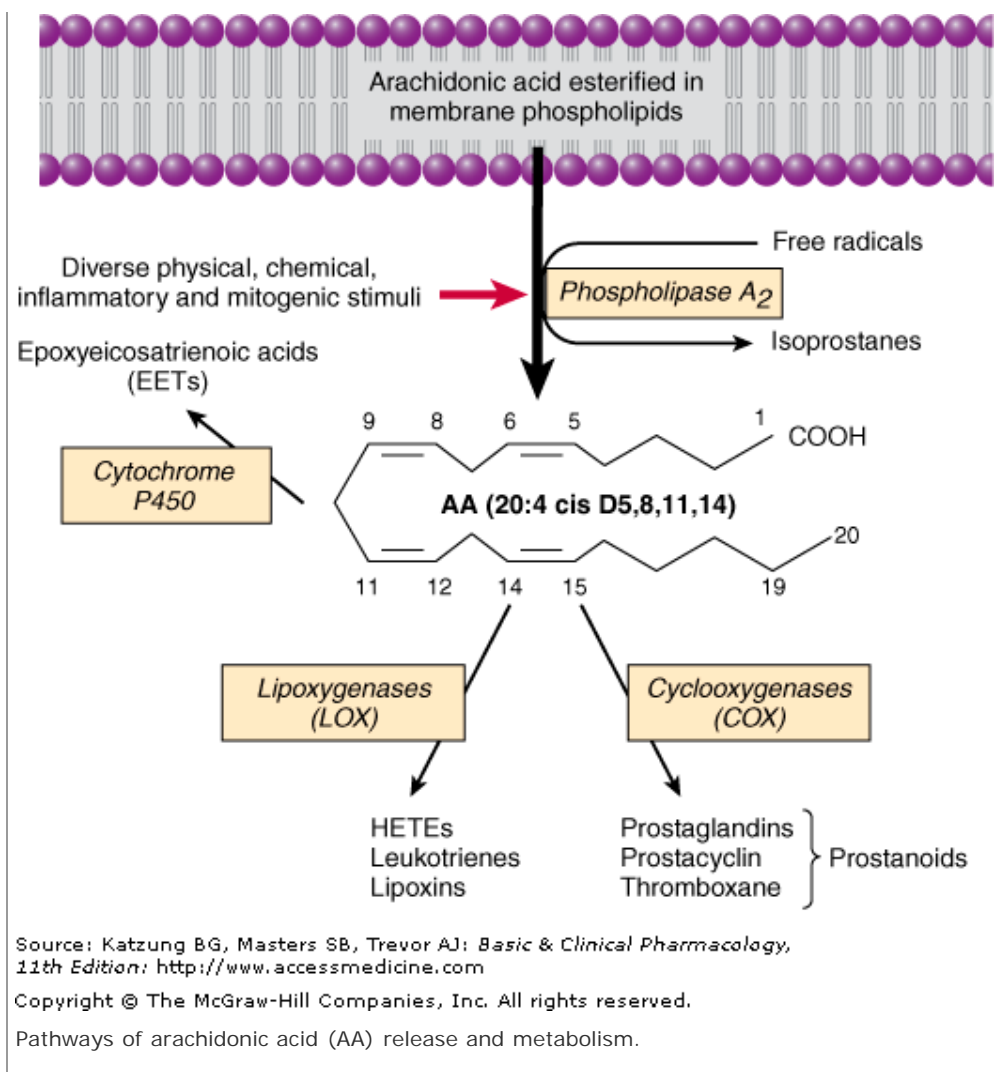 Arachidonic acid esterified in
membrane phospholipids
Free radicals
Diverse physical, chemical,
inflammatory and mitogenic stimuli
Phospholipase A2
Isoprostanes
Epoxyeicosatrienoic acids
(EETs)
9
8
6
5
1
COOH
Cytochrome
P450
AA (20:4 cis D5,8,11,14)
20
11
12
14
15
19
Lipoxygenases
(LOX)
Cyclooxygenases
(COX)
HETEs
Leukotrienes
Lipoxins
Prostaglandins
Prostacyclin
Thromboxane
Prostanoids
Source: Katzung BG, Masters SB, Trevor AJ: Basic & Clinical Pharmacology,
11th Edition: http://www.accessmedicine.com
Copyright © The McGraw-Hill Companies, Inc. All rights reserved.
Pathways of arachidonic acid (AA) release and metabolism.